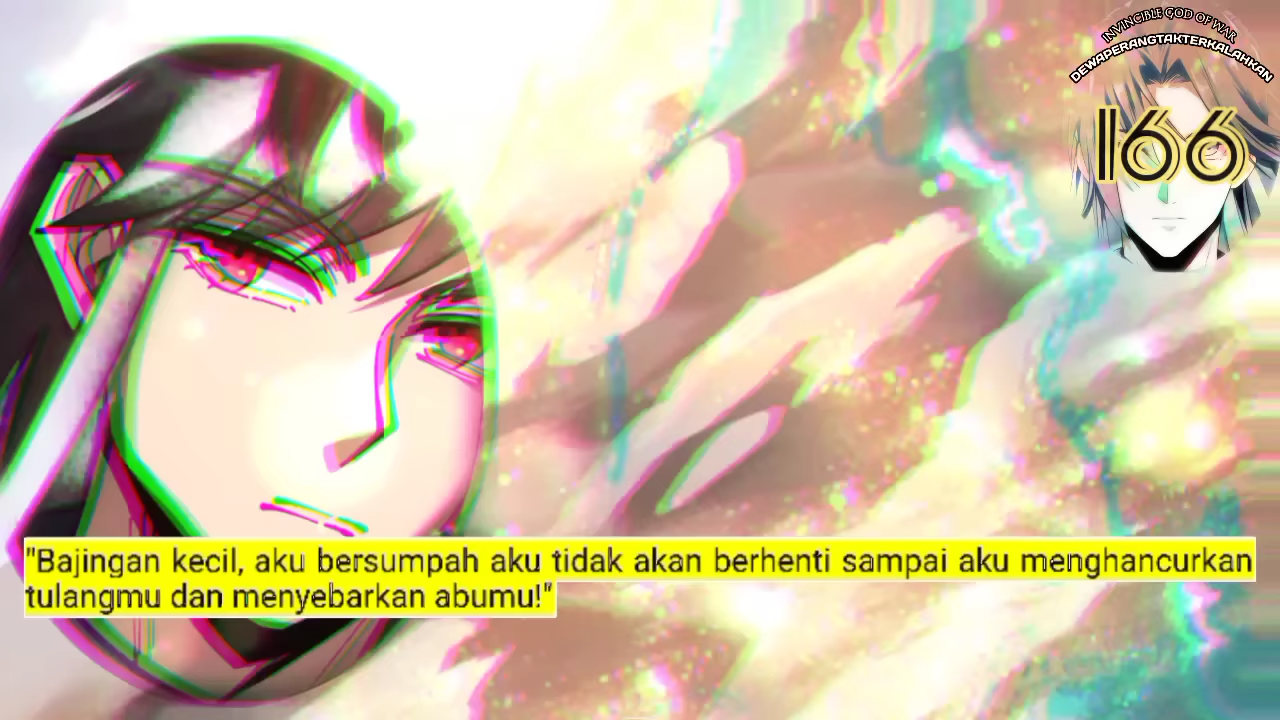 INVINCIBLE GOD OF WAR
DEWAPERANGTAKTERKALAHKAN
166
"Bajingan kecil, aku bersumpah aku tidak akan berhenti sampai aku menghancurkan
tulangmu dan menyebarkan abumu!"